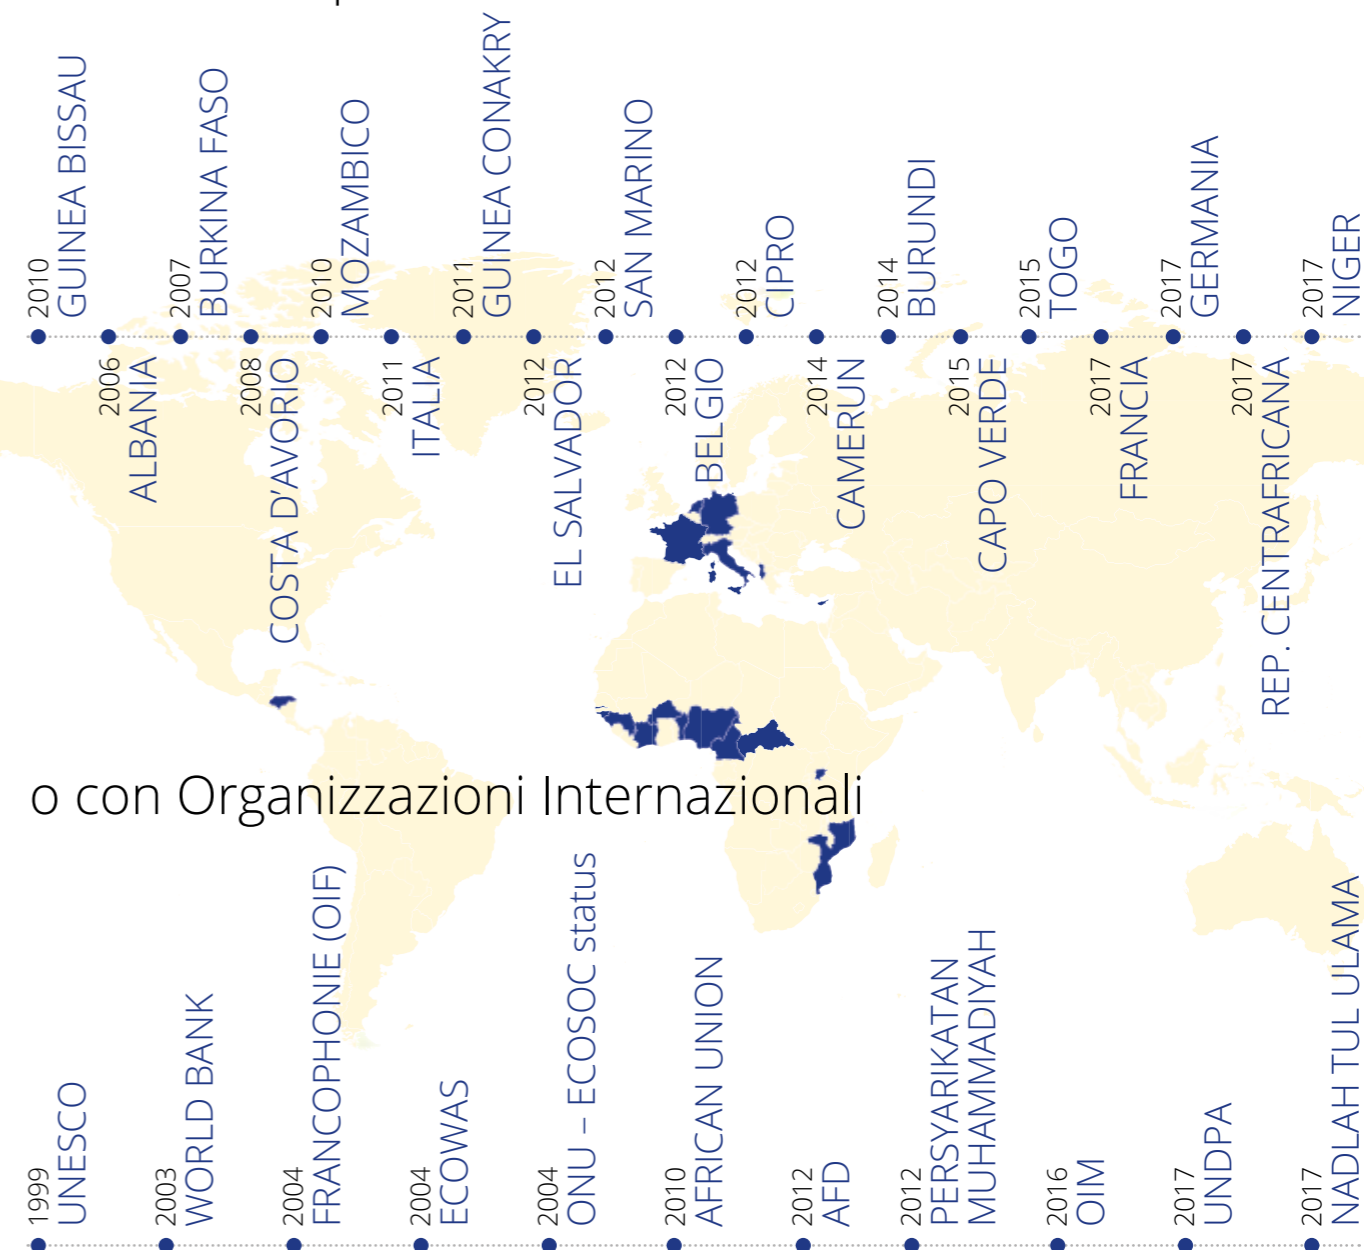 2010
GUINEA BISSAU
2006
ALBANIA
2007
BURKINA FASO
2008
COSTA D'AVORIO
2010
MOZAMBICO
2011
ITALIA
2011
GUINEA CONAKRY
2012
EL SALVADOR
2012
SAN MARINO
2012
BELGIO
2012
CIPRO
2014
CAMERUN
2014
BURUNDI
2015
CAPO VERDE
2015
TOGO
2017
FRANCIA
2017
GERMANIA
2017
REP. CENTRAFRICANA
2017
NIGER
o con Organizzazioni Internazionali
1999
UNESCO
2003
WORLD BANK
2004
FRANCOPHONIE (OIF)
2004
ECOWAS
2004
ONU – ECOSOC status
2010
AFRICAN UNION
2012
AFD
2012
PERSYARIKATAN
MUHAMMADIYAH
2016
OIM
2017
UNDPA
2017
NADLAH TUL ULAMA